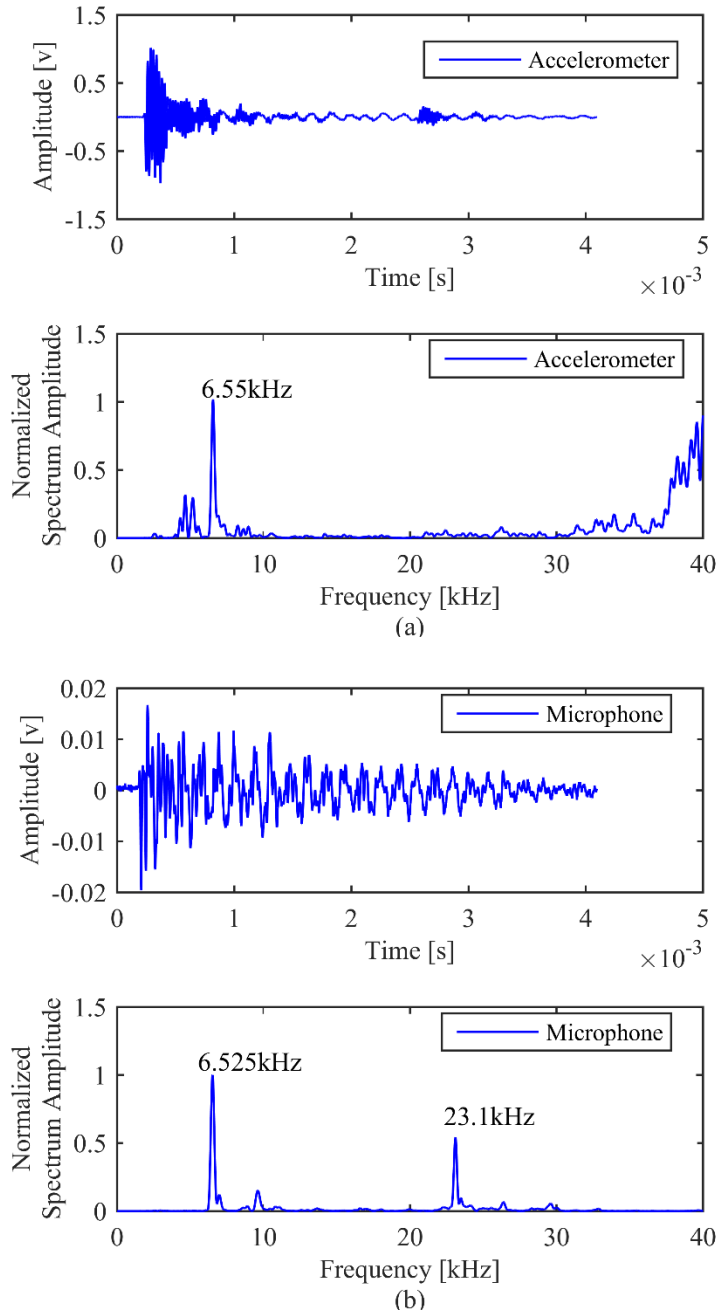 1.5
0.5
-0.5
-1.5
Amplitude [v]
Accelerometer
0 1 2 3 4 5
Time [s]
×10-3
1.5
1
0.5
0
Normalized
Spectrum Amplitude
Accelerometer
6.55kHz
0 10 20 30 40
Frequency [kHz]
(a)
0.02
0.01
0
-0.01
-0.02
Amplitude [v]
Microphone
0 1 2 3 4 5
Time [s]
×10-3
1.5
1
0.5
0
Normalized
Spectrum Amplitude
Microphone
6.525kHz
23.1kHz
0 10 20 30 40
Frequency [kHz]
(b)